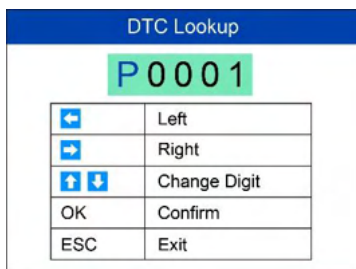 DTC Lookup
P0001
Left
Right
Change Digit
OK Confirm
ESC Exit